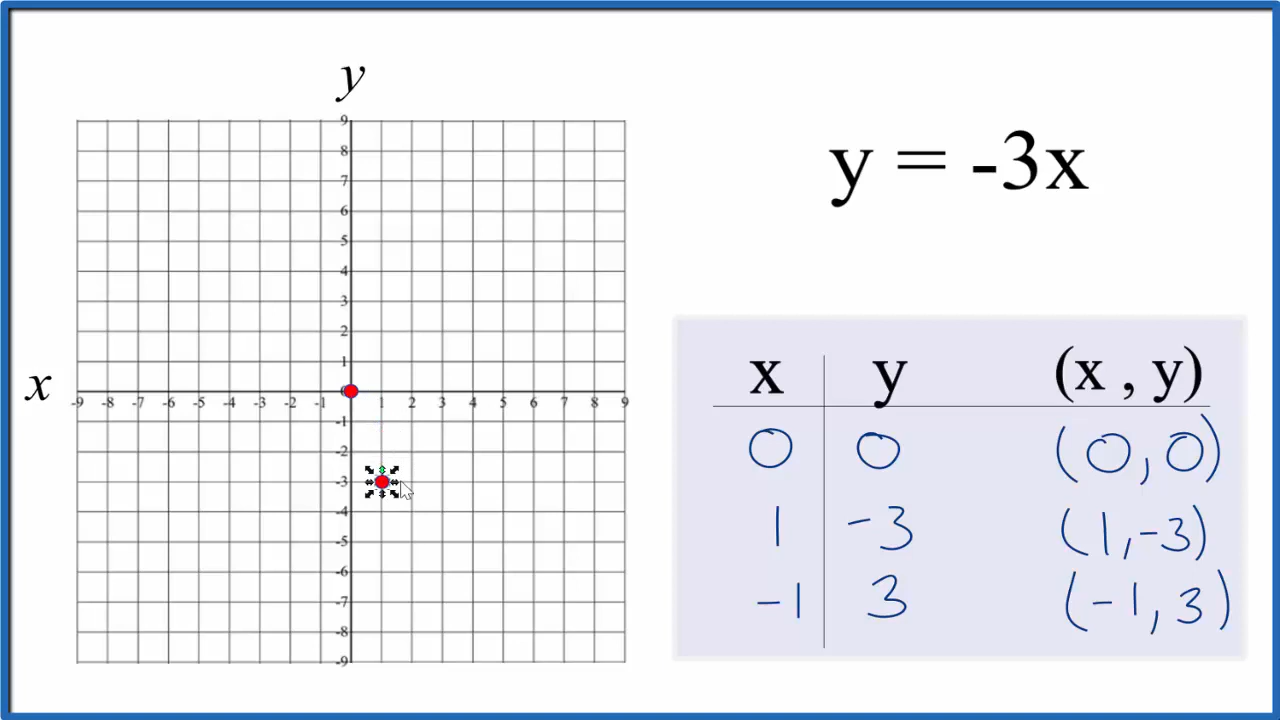 y
y = -3x
9
8
7
6
5
4
3
2
1
x
-9 -8 -7 -6 -5 -4 -3 -2 -1 1 2 3 4 5 6 7 8 9
-1
-2
-3
-4
-5
-6
-7
-8
-9
x y (x , y)
0 0 (0,0)
1 -3 (1,-3)
-1 3 (-1,3)